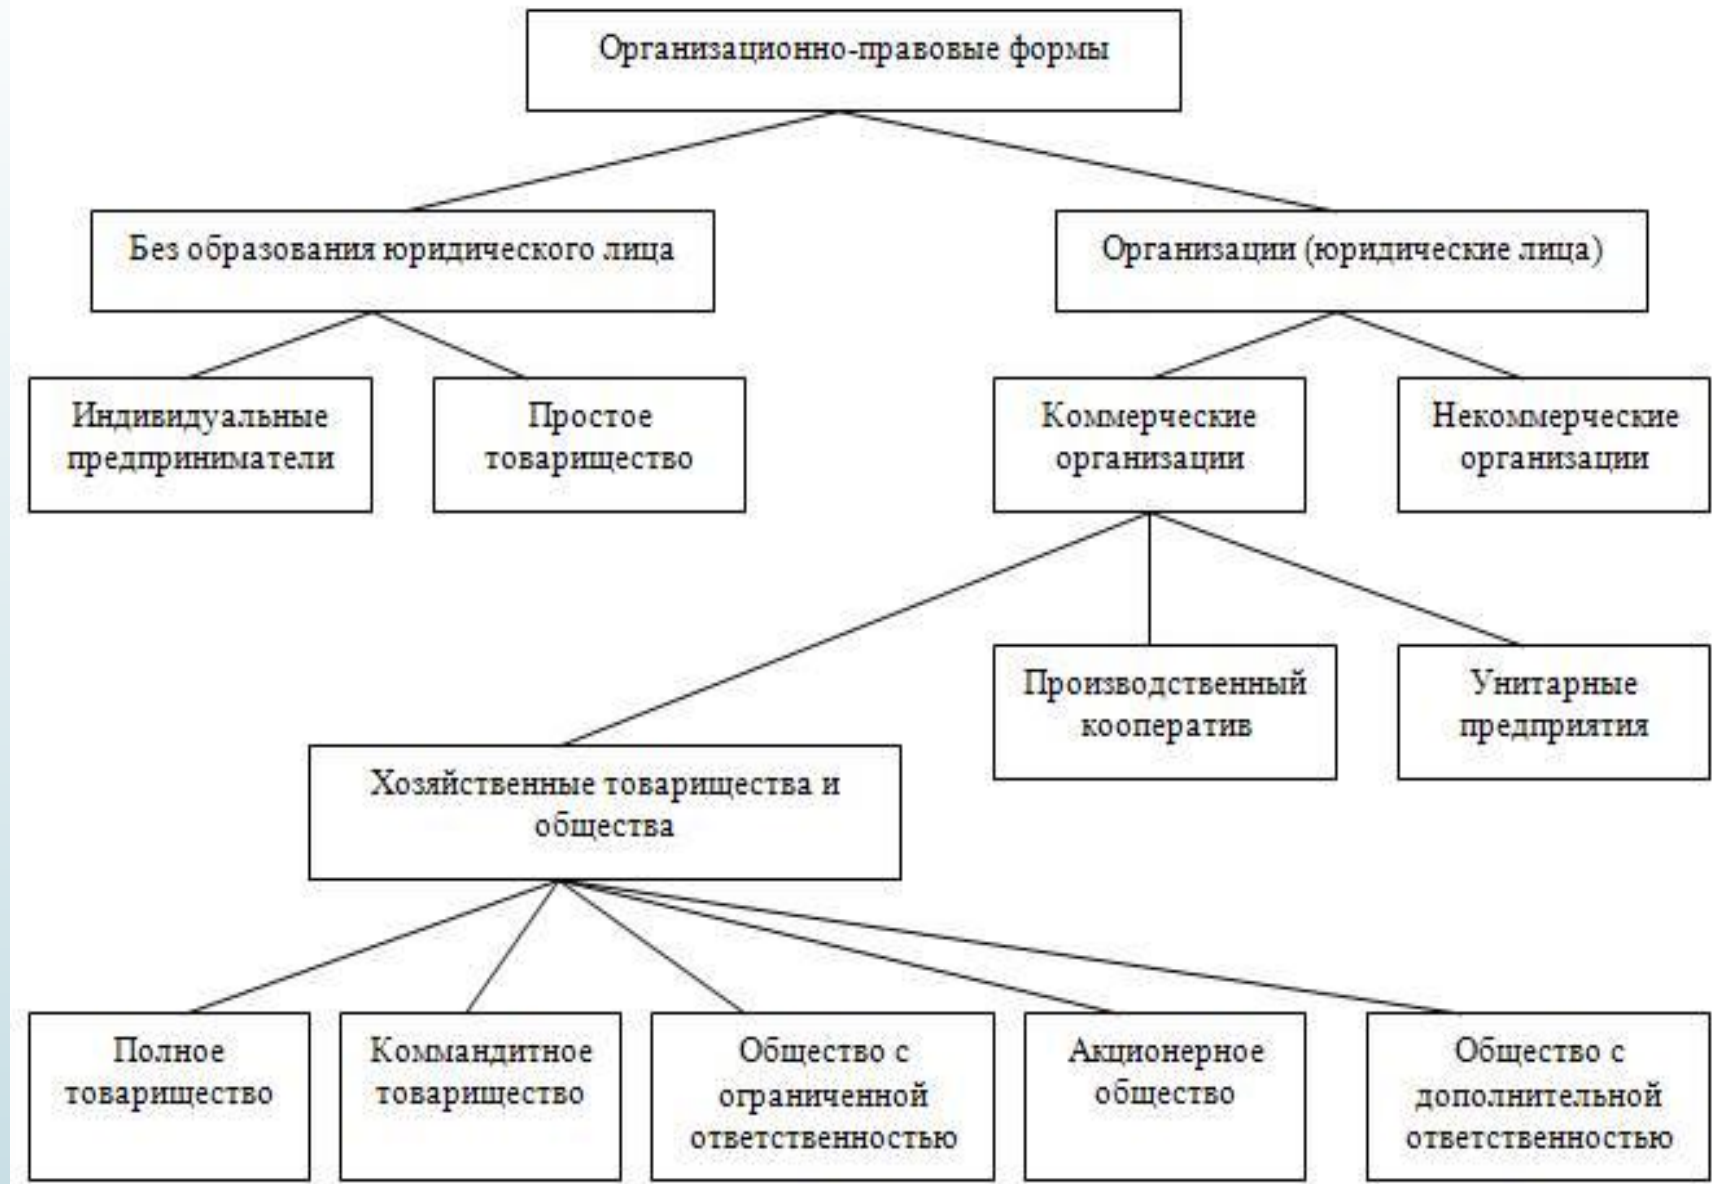 Организационно-правовые формы
Без образования юридического лица
Организации (юридические лица)
Индивидуальные
предприниматели
Простое
товарищество
Коммерческие
организации
Некоммерческие
организации
Производственный
кооператив
Унитарные
предприятия
Хозяйственные товарищества и
общества
Полное
товарищество
Коммандитное
товарищество
Общество с
ограниченной
ответственностью
Акционерное
общество
Общество с
дополнительной
ответственностью